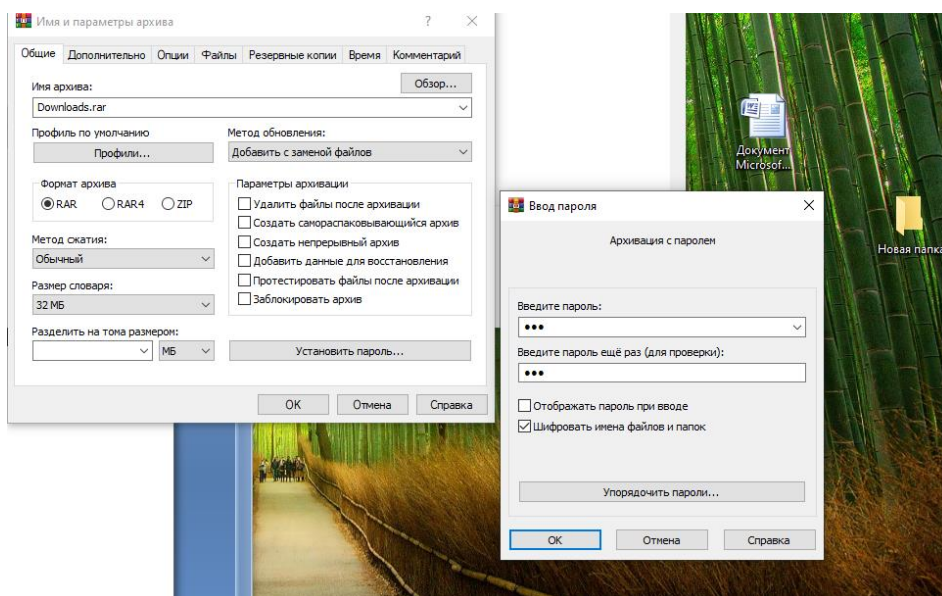 Имя и параметры архива
Общие Дополнительно Опции Файлы Резервные копии Время Комментарий
Имя архива:
Обзор...
Downloads.rar
Профиль по умолчанию
Профили...
Метод обновления:
Добавить с заменой файлов
Формат архива
RAR RAR4 ZIP
Метод сжатия:
Обычный
Размер словаря:
32 МБ
Разделить на тома размером:
МБ
Параметры архивации
Удалить файлы после архивации
Создать самораспаковывающийся архив
Создать непрерывный архив
Добавить данные для восстановления
Протестировать файлы после архивации
Заблокировать архив
Установить пароль...
ОК Отмена Справка
Документ
Microsof...
Новая папка
Ввод пароля
Архивация с паролем
Введите пароль:
Введите пароль ещё раз (для проверки):
Отображать пароль при вводе
Шифровать имена файлов и папок
Упорядочить пароли...
ОК Отмена Справка